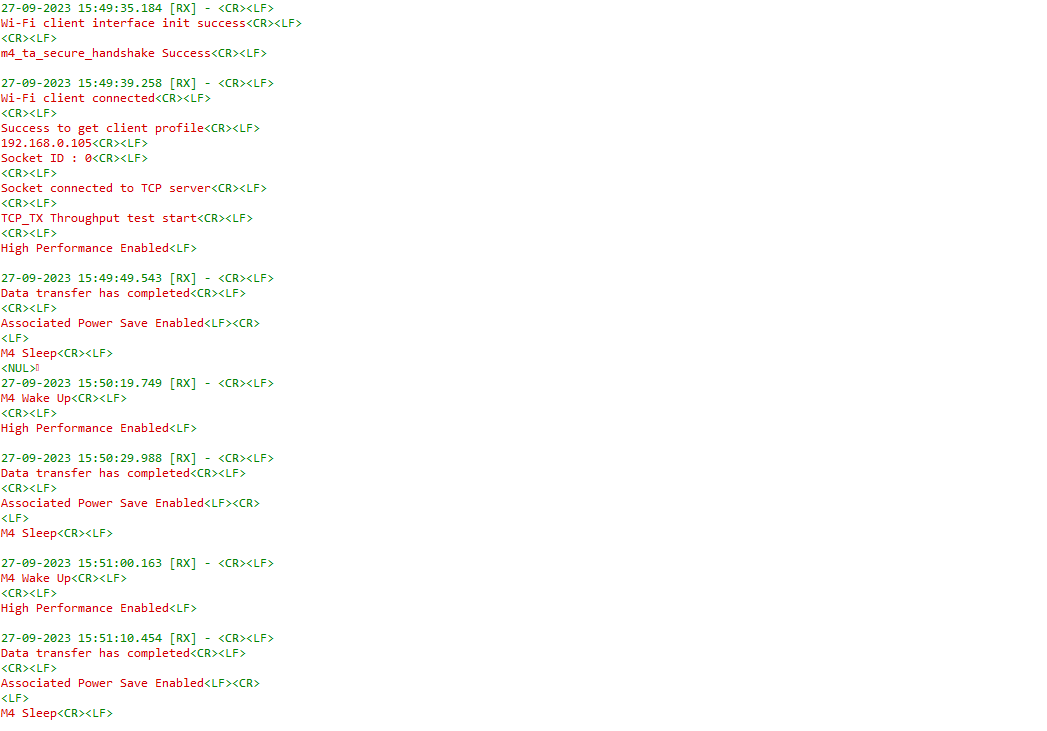 27-09-2023 15:49:35.184 [RX] - <CR><LF>
Wi-Fi client interface init success<CR><LF>
<CR><LF>
m4_ta_secure_handshake Success<CR><LF>
27-09-2023 15:49:39.258 [RX] - <CR><LF>
Wi-Fi client connected<CR><LF>
<CR><LF>
Success to get client profile<CR><LF>
192.168.0.105<CR><LF>
Socket ID : 0<CR><LF>
<CR><LF>
Socket connected to TCP server<CR><LF>
<CR><LF>
TCP_TX Throughput test start<CR><LF>
<CR><LF>
High Performance Enabled<LF>
27-09-2023 15:49:49.543 [RX] - <CR><LF>
Data transfer has completed<CR><LF>
<CR><LF>
Associated Power Save Enabled<LF><CR>
<LF>
M4 Sleep<CR><LF>
<NUL>
27-09-2023 15:50:19.749 [RX] - <CR><LF>
M4 Wake Up<CR><LF>
<CR><LF>
High Performance Enabled<LF>
27-09-2023 15:50:29.988 [RX] - <CR><LF>
Data transfer has completed<CR><LF>
<CR><LF>
Associated Power Save Enabled<LF><CR>
<LF>
M4 Sleep<CR><LF>
27-09-2023 15:51:00.163 [RX] - <CR><LF>
M4 Wake Up<CR><LF>
<CR><LF>
High Performance Enabled<LF>
27-09-2023 15:51:10.454 [RX] - <CR><LF>
Data transfer has completed<CR><LF>
<CR><LF>
Associated Power Save Enabled<LF><CR>
<LF>
M4 Sleep<CR><LF>